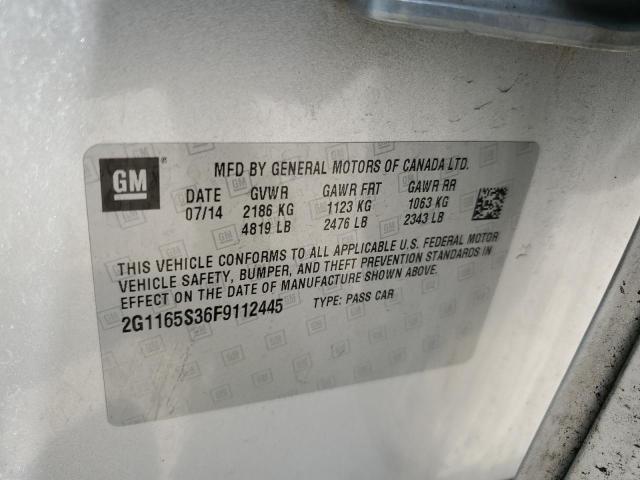 GM
MFD BY GENERAL MOTORS OF CANADA LTD.
DATE GVWR GAWR FRT GAWR RR
07/14 2186 KG 1123 KG 1063 KG
4819 LB 2476 LB 2343 LB
THIS VEHICLE CONFORMS TO ALL APPLICABLE U.S. FEDERAL MOTOR
VEHICLE SAFETY, BUMPER, AND THEFT PREVENTION STANDARDS IN
EFFECT ON THE DATE OF MANUFACTURE SHOWN ABOVE.
2G1165S36F9112445 TYPE: PASS CAR